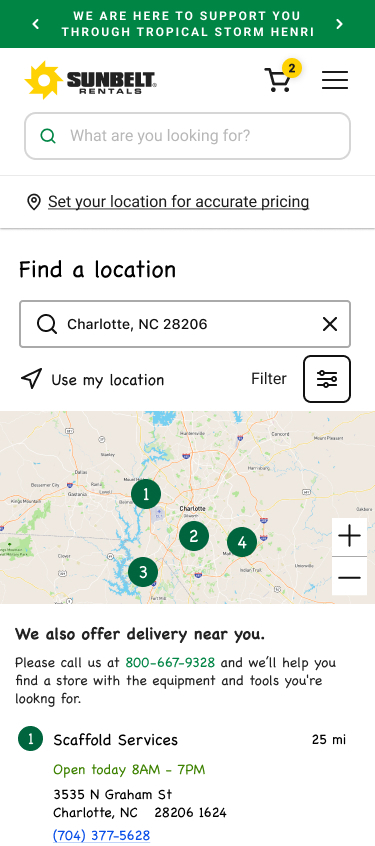 WE ARE HERE TO SUPPORT YOU
THROUGH TROPICAL STORM HENRI
SUNBELT
RENTALS
2
What are you looking for?
Set your location for accurate pricing
Find a location
Charlotte, NC 28206
Use my location
Filter
Huntersville
Concord
Mount Pleasant
Stanley
Dallas
Harrisburg
Bessemer City
Ranlo
Gastonia
Kings Mountain
1
Charlotte
2
4
3
Clover
Indian Trail
Unionville
Fort Mill
We also offer delivery near you.
Please call us at 800-667-9328 and we'll help you
find a store with the equipment and tools you're
lookng for.
1 Scaffold Services 25 mi
Open today 8AM - 7PM
3535 N Graham St
Charlotte, NC 28206 1624
(704) 377-5628